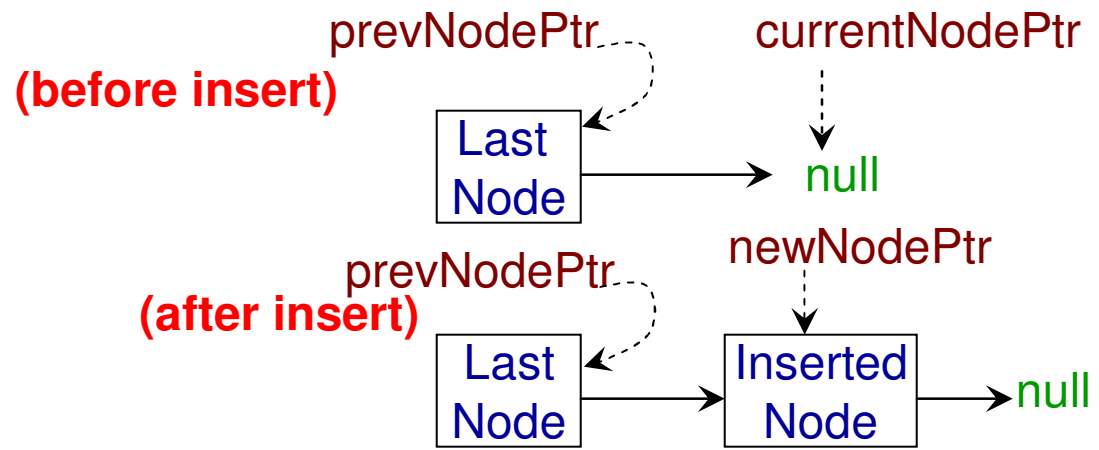 prevNodePtr
currentNodePtr
(before insert)
Last
Node
null
prevNodePtr
newNodePtr
(after insert)
Last
Node
Inserted
Node
null